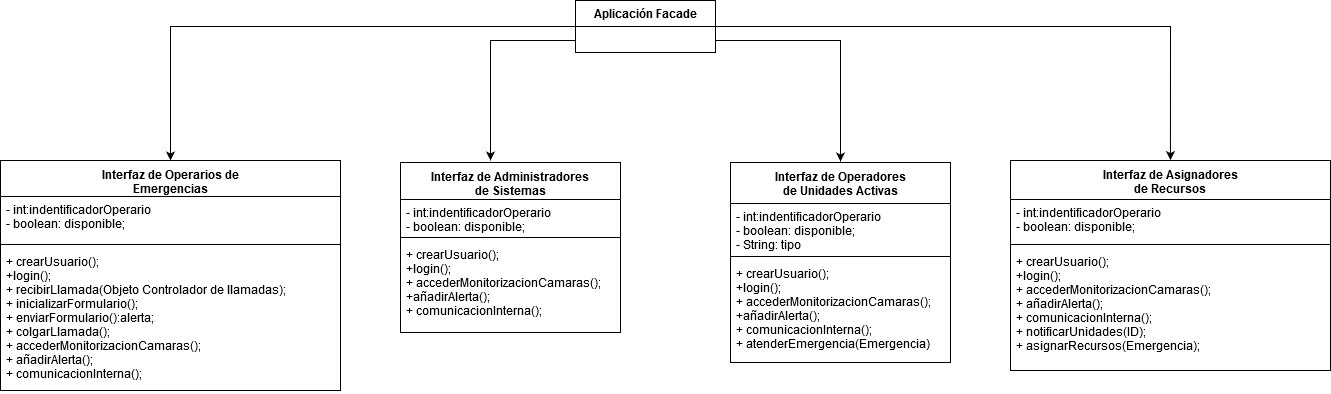 Aplicación Facade
Interfaz de Operarios de
Emergencias
- int:indentificadorOperario
- boolean: disponible;
+ crearUsuario();
+login();
+ recibirLlamada(Objeto Controlador de llamadas);
+ inicializarFormulario();
+ enviarFormulario():alerta;
+ colgarLlamada();
+ accederMonitorizacionCamaras();
+ añadirAlerta();
+ comunicacionInterna();
Interfaz de Administradores
de Sistemas
- int:indentificadorOperario
- boolean: disponible;
+ crearUsuario();
+login();
+ accederMonitorizacionCamaras();
+añadirAlerta();
+ comunicacionInterna;
Interfaz de Operadores
de Unidades Activas
- int:indentificadorOperario
- boolean: disponible;
- String: tipo
+ crearUsuario();
+login();
+ accederMonitorizacionCamaras();
+añadirAlerta();
+ comunicacionInterna();
+ atenderEmergencia(Emergencia)
Interfaz de Asignadores
de Recursos
- int:indentificadorOperario
- boolean: disponible;
+ crearUsuario();
+login();
+ accederMonitorizacionCamaras();
+ añadirAlerta();
+ comunicacionInterna();
+ notificarUnidades(ID);
+ asignarRecursos(Emergencia);